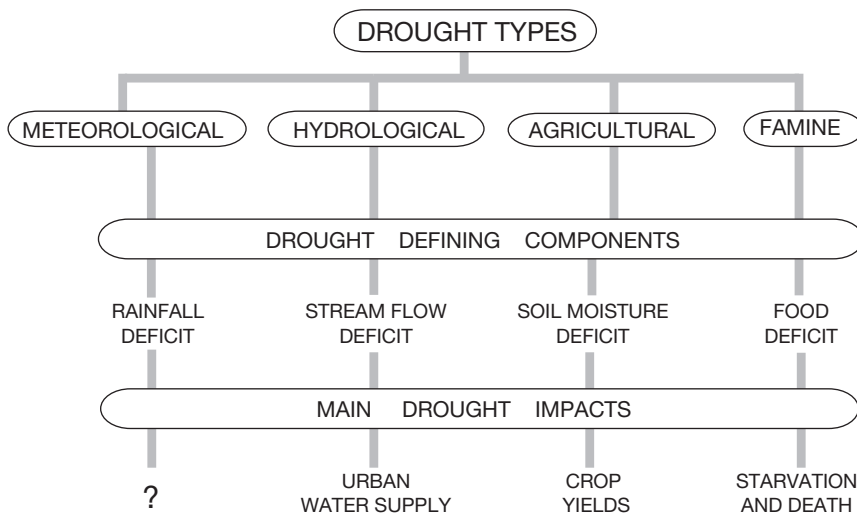 DROUGHT TYPES
METEOROLOGICAL
HYDROLOGICAL
AGRICULTURAL
FAMINE
DROUGHT DEFINING COMPONENTS
RAINFALL
DEFICIT
STREAM FLOW
DEFICIT
SOIL MOISTURE
DEFICIT
FOOD
DEFICIT
MAIN DROUGHT IMPACTS
?
URBAN
WATER SUPPLY
CROP
YIELDS
STARVATION
AND DEATH